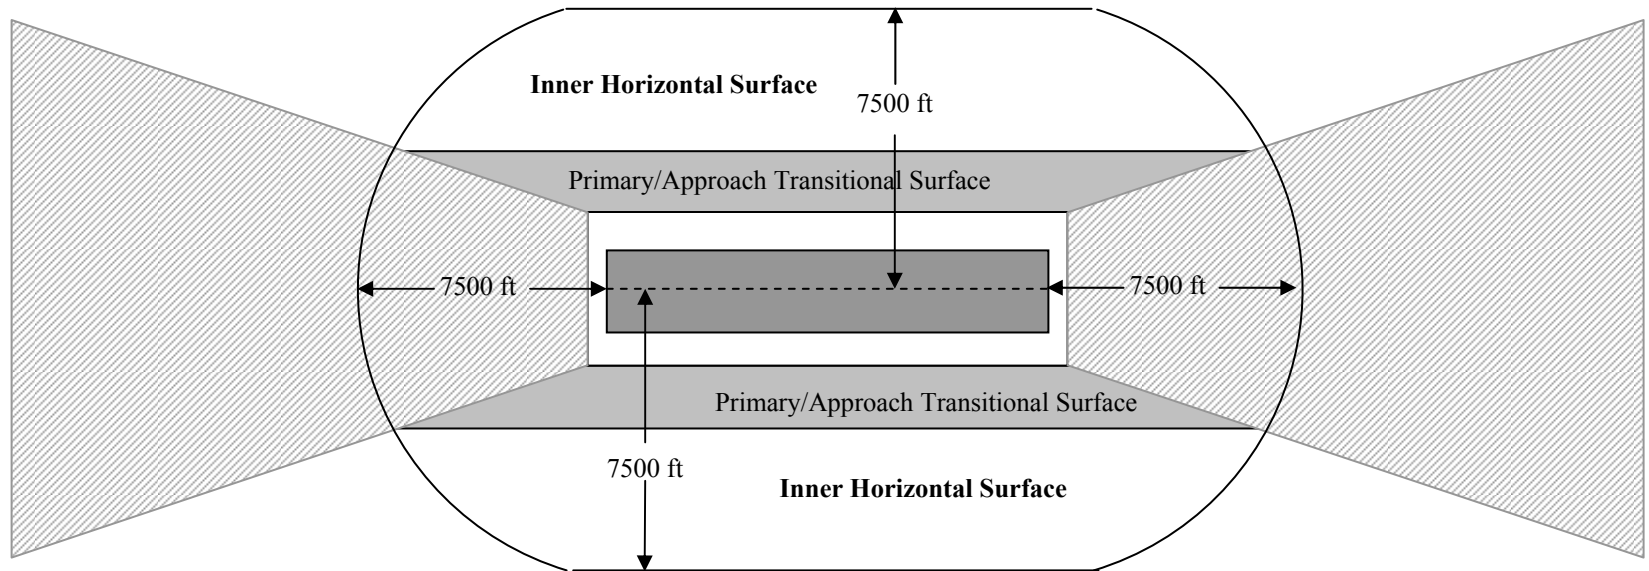 Inner Horizontal Surface
7500 ft
Primary/Approach Transitional Surface
7500 ft
7500 ft
Primary/Approach Transitional Surface
7500 ft
Inner Horizontal Surface